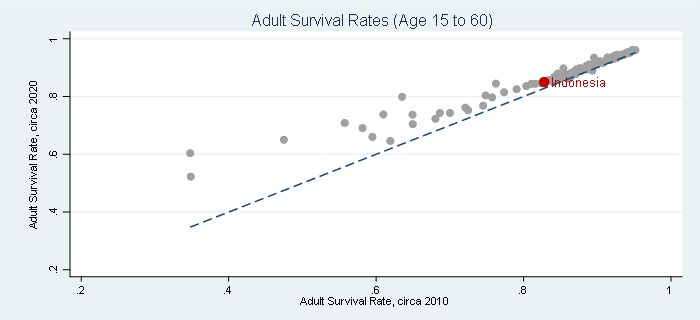 Adult Survival Rates (Age 15 to 60)
Adult Survival Rate, circa 2020
1
.8
.6
.4
.2
Indonesia
.2
.4
.6
.8
1
Adult Survival Rate, circa 2010